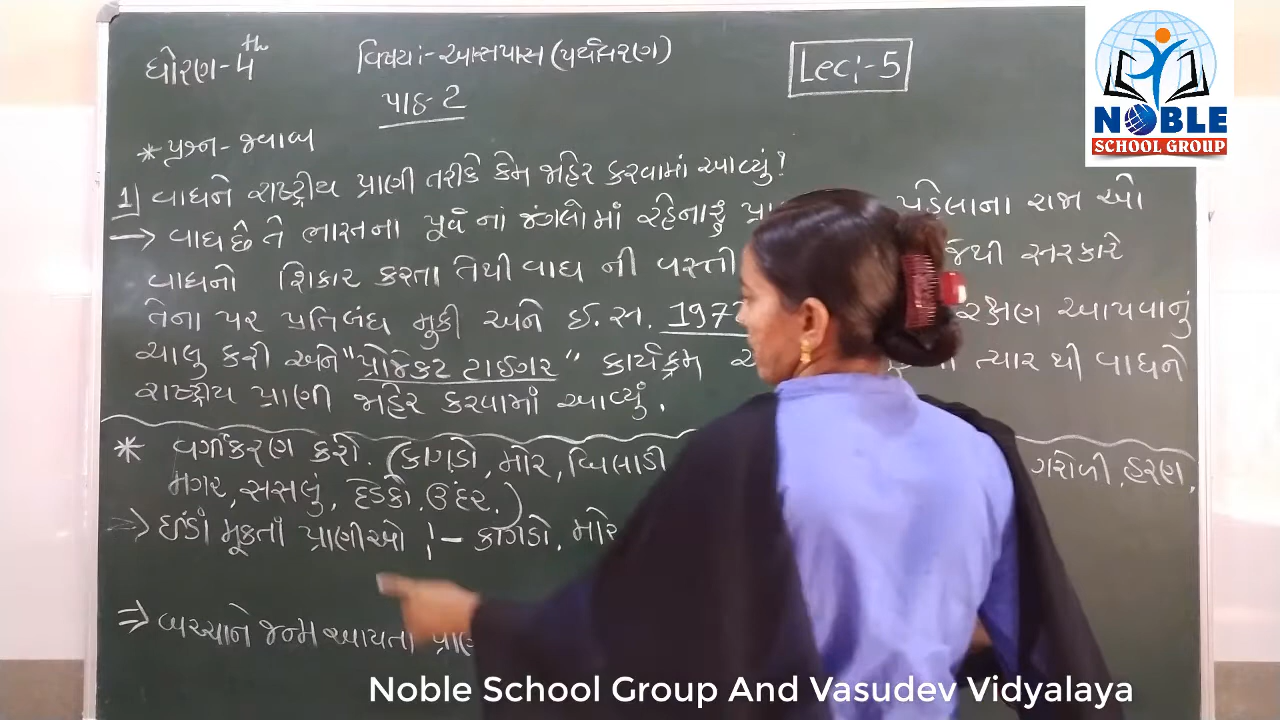 ધોરણ-4th
વિષય:- આસપાસ (પર્યાવરણ)
Lec:-5
પાઠ-2
* પ્રશ્ન-જવાબ
1] વાઘને રાષ્ટ્રીય પ્રાણી તરીકે કેમ જાહેર કરવામાં આવ્યું?
→ વાઘ છે તે ભારતના પૂર્વ નાં જંગલોમાં રહેનારું પહેલાના રાજા ઓ
વાઘનો શિકાર કરતા તેથી વાઘ ની વસ્તી જેથી સરકારે
તેના પર પ્રતિબંધ મુકી અને ઈ.સ. આપવાનું
ચાલુ કરી અને "પ્રોજેકટ ટાઈગર" કાર્યક્રમ ત્યાર થી વાઘને
રાષ્ટ્રીય પ્રાણી જાહેર કરવામાં આવ્યું.
* વર્ગીકરણ કરો. (કાગડો, મોર, બિલાડી ગરોળી, હરણ,
મગર, સસલુ, દેડકો, ઉંદર.)
⇒ ઈંડાં મૂકતાં પ્રાણીઓ :- કાગડો, મોર
⇒ બચ્ચાને જન્મ આપતા
NOBLE
SCHOOL GROUP
Noble School Group And Vasudev Vidyalaya